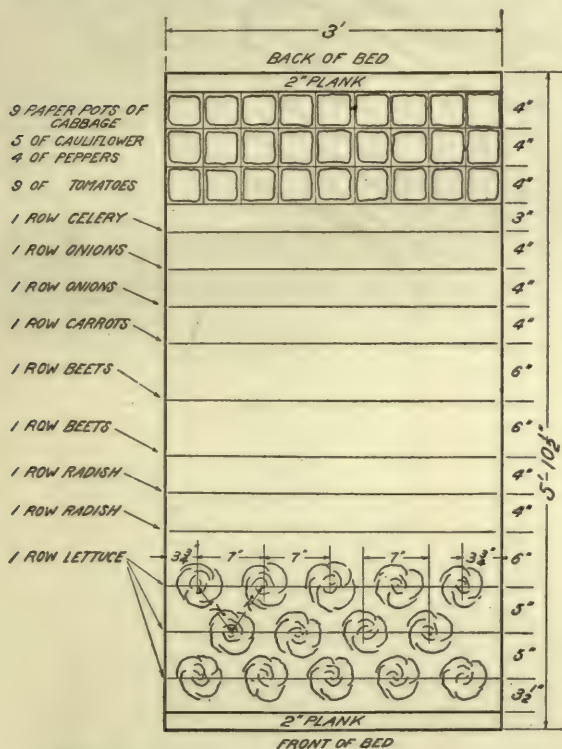 3'
BACK OF BED
2" PLANK
9 PAPER POTS OF
CABBAGE
4"
5 OF CAULIFLOWER
4 OF PEPPERS
4"
9 OF TOMATOES
4"
1 ROW CELERY
3"
1 ROW ONIONS
4"
1 ROW ONIONS
4"
1 ROW CARROTS
4"
1 ROW BEETS
6"
1 ROW BEETS
6"
1 ROW RADISH
4"
1 ROW RADISH
4"
5'-10½"
1 ROW LETTUCE
3¾" 7" 7" 7" 3¾"
6"
5"
5"
3½"
2" PLANK
FRONT OF BED